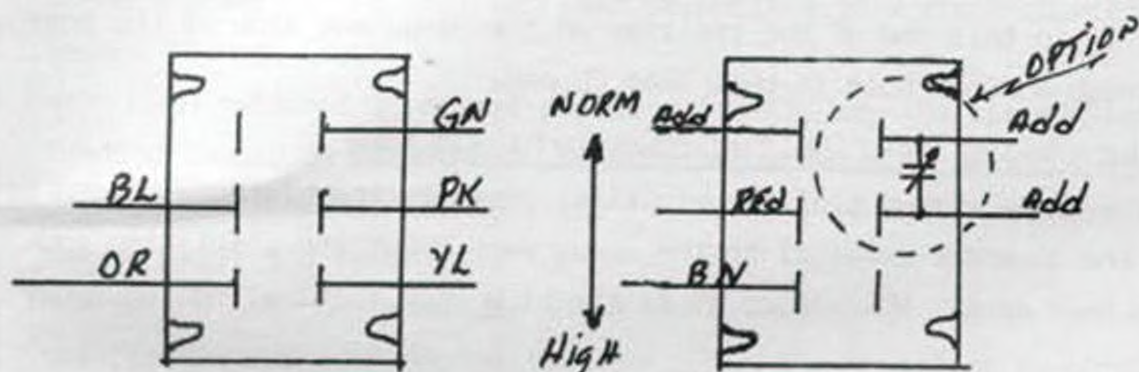 OPTION
GN NORM Add Add
BL PK REd Add
OR YL BN
HigH